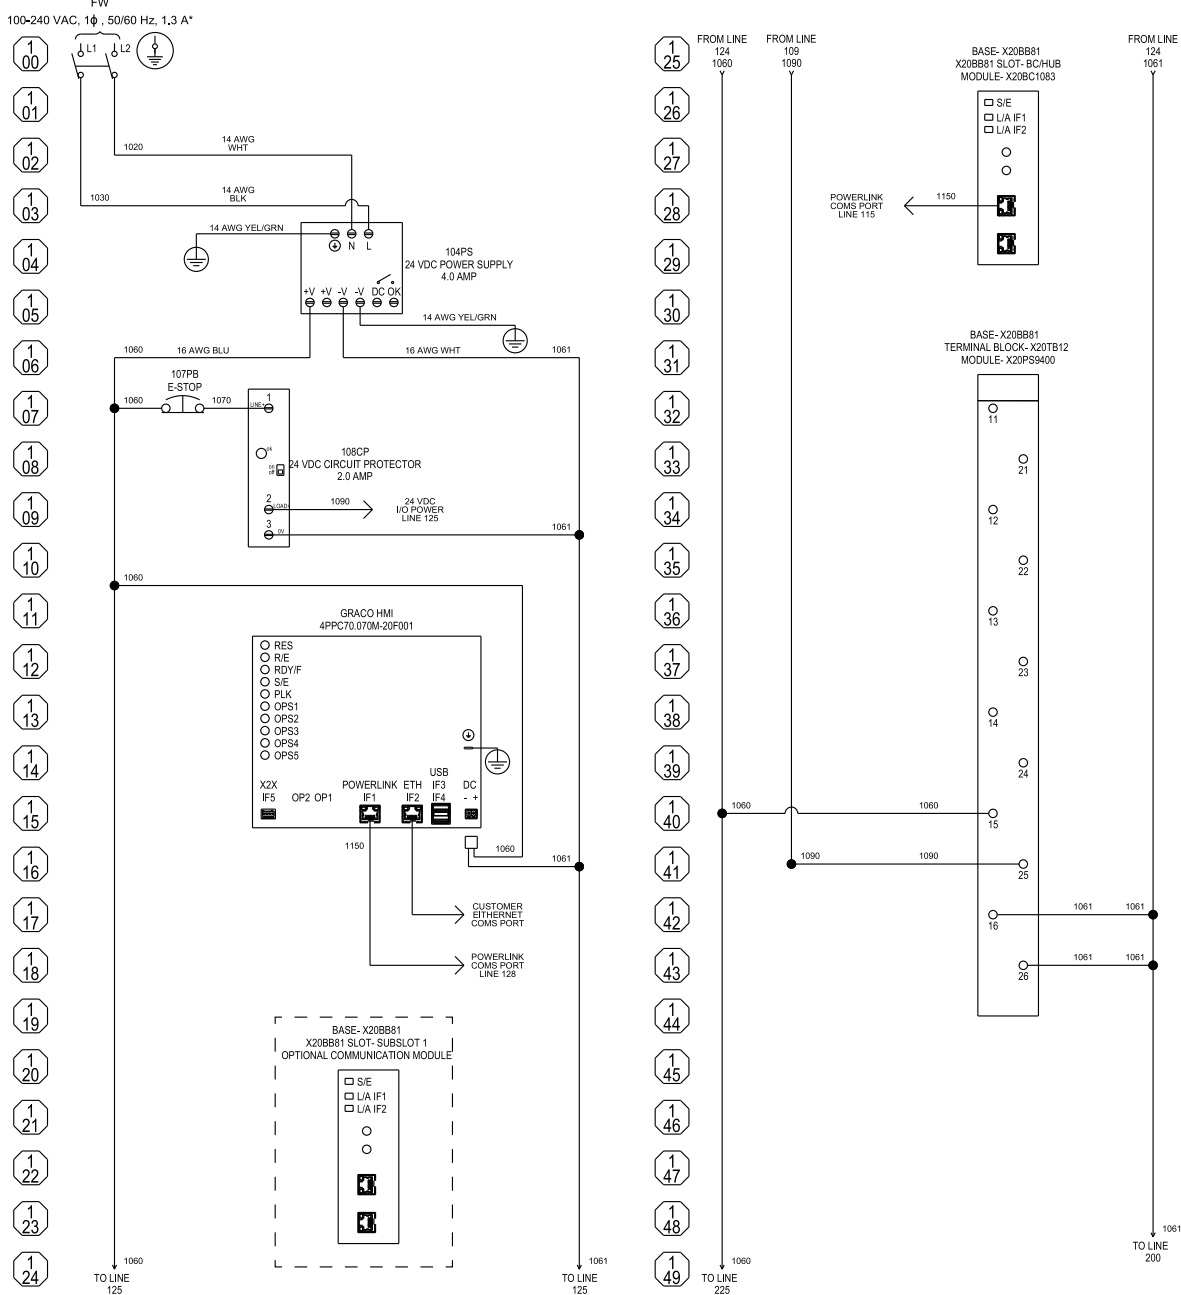 FW
100-240 VAC, 1ϕ , 50/60 Hz, 1.3 A*
L1 L2
1
00
1
01
1
02
1
03
1
04
1
05
1
06
1
07
1
08
1
09
1
10
1
11
1
12
1
13
1
14
1
15
1
16
1
17
1
18
1
19
1
20
1
21
1
22
1
23
1
24
1020
14 AWG
WHT
1030
14 AWG
BLK
14 AWG YEL/GRN
N L
104PS
24 VDC POWER SUPPLY
4.0 AMP
+V +V -V -V DC OK
14 AWG YEL/GRN
1060
16 AWG BLU
16 AWG WHT
1061
107PB
E-STOP
1060
1070
1
LINE+
ok
on
off
108CP
24 VDC CIRCUIT PROTECTOR
2.0 AMP
2
LOAD+
1090
24 VDC
I/O POWER
LINE 125
3
0V
1061
1060
GRACO HMI
4PPC70.070M-20F001
RES
R/E
RDY/F
S/E
PLK
OPS1
OPS2
OPS3
OPS4
OPS5
X2X
IF5
OP2 OP1
POWERLINK
IF1
ETH
IF2
USB
IF3
IF4
DC
- +
1150
1060
1061
CUSTOMER
EITHERNET
COMS PORT
POWERLINK
COMS PORT
LINE 128
BASE- X20BB81
X20BB81 SLOT- SUBSLOT 1
OPTIONAL COMMUNICATION MODULE
S/E
L/A IF1
L/A IF2
1060
TO LINE
125
1061
TO LINE
125
1
25
1
26
1
27
1
28
1
29
1
30
1
31
1
32
1
33
1
34
1
35
1
36
1
37
1
38
1
39
1
40
1
41
1
42
1
43
1
44
1
45
1
46
1
47
1
48
1
49
FROM LINE
124
1060
FROM LINE
109
1090
BASE- X20BB81
X20BB81 SLOT- BC/HUB
MODULE- X20BC1083
FROM LINE
124
1061
S/E
L/A IF1
L/A IF2
POWERLINK
COMS PORT
LINE 115
1150
BASE- X20BB81
TERMINAL BLOCK- X20TB12
MODULE- X20PS9400
11
21
12
22
13
23
14
24
1060
1060
15
1090
1090
25
16
1061
1061
26
1061
1061
1061
TO LINE
200
1060
TO LINE
225